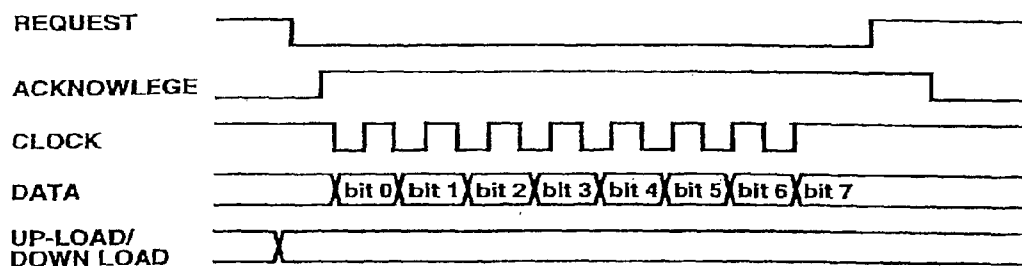 REQUEST
ACKNOWLEGE
CLOCK
DATA
bit 0 bit 1 bit 2 bit 3 bit 4 bit 5 bit 6 bit 7
UP-LOAD/
DOWN LOAD